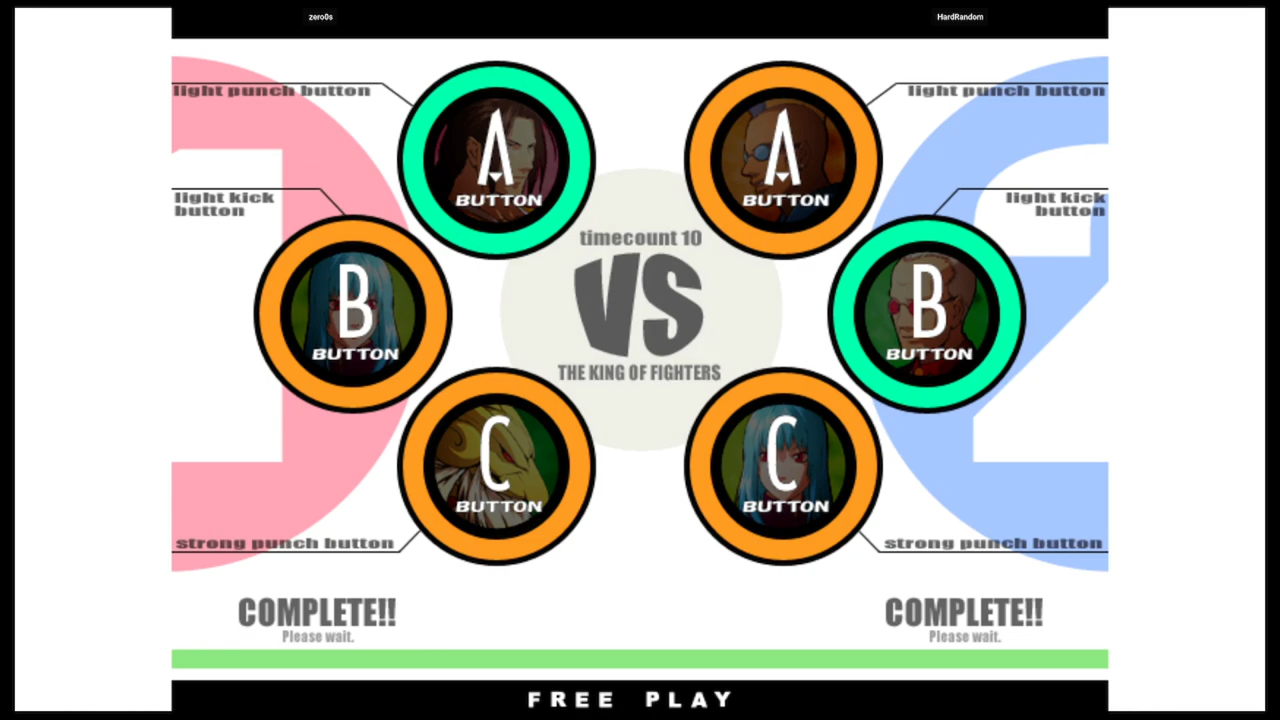 zero0s
HardRandom
light punch button
light punch button
A
BUTTON
A
BUTTON
light kick
button
light kick
button
timecount 10
VS
THE KING OF FIGHTERS
B
BUTTON
B
BUTTON
C
BUTTON
C
BUTTON
1
2
strong punch button
strong punch button
COMPLETE!!
Please wait.
COMPLETE!!
Please wait.
FREE PLAY